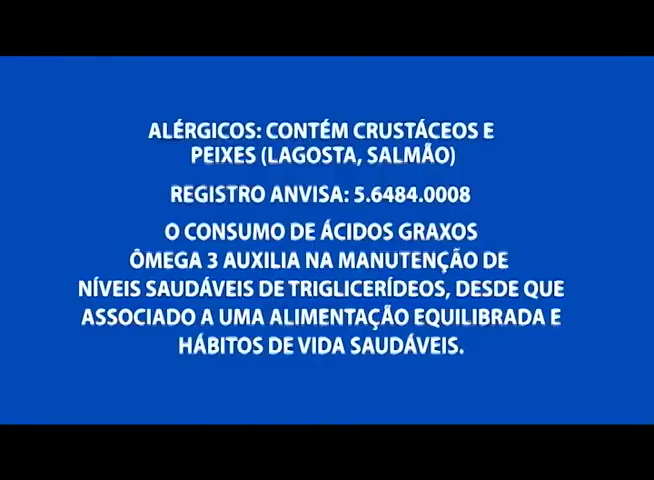 ALÉRGICOS: CONTÉM CRUSTÁCEOS E
PEIXES (LAGOSTA, SALMÃO)
REGISTRO ANVISA: 5.6484.0008
O CONSUMO DE ÁCIDOS GRAXOS
ÔMEGA 3 AUXILIA NA MANUTENÇÃO DE
NÍVEIS SAUDÁVEIS DE TRIGLICERÍDEOS, DESDE QUE
ASSOCIADO A UMA ALIMENTAÇÃO EQUILIBRADA E
HÁBITOS DE VIDA SAUDÁVEIS.